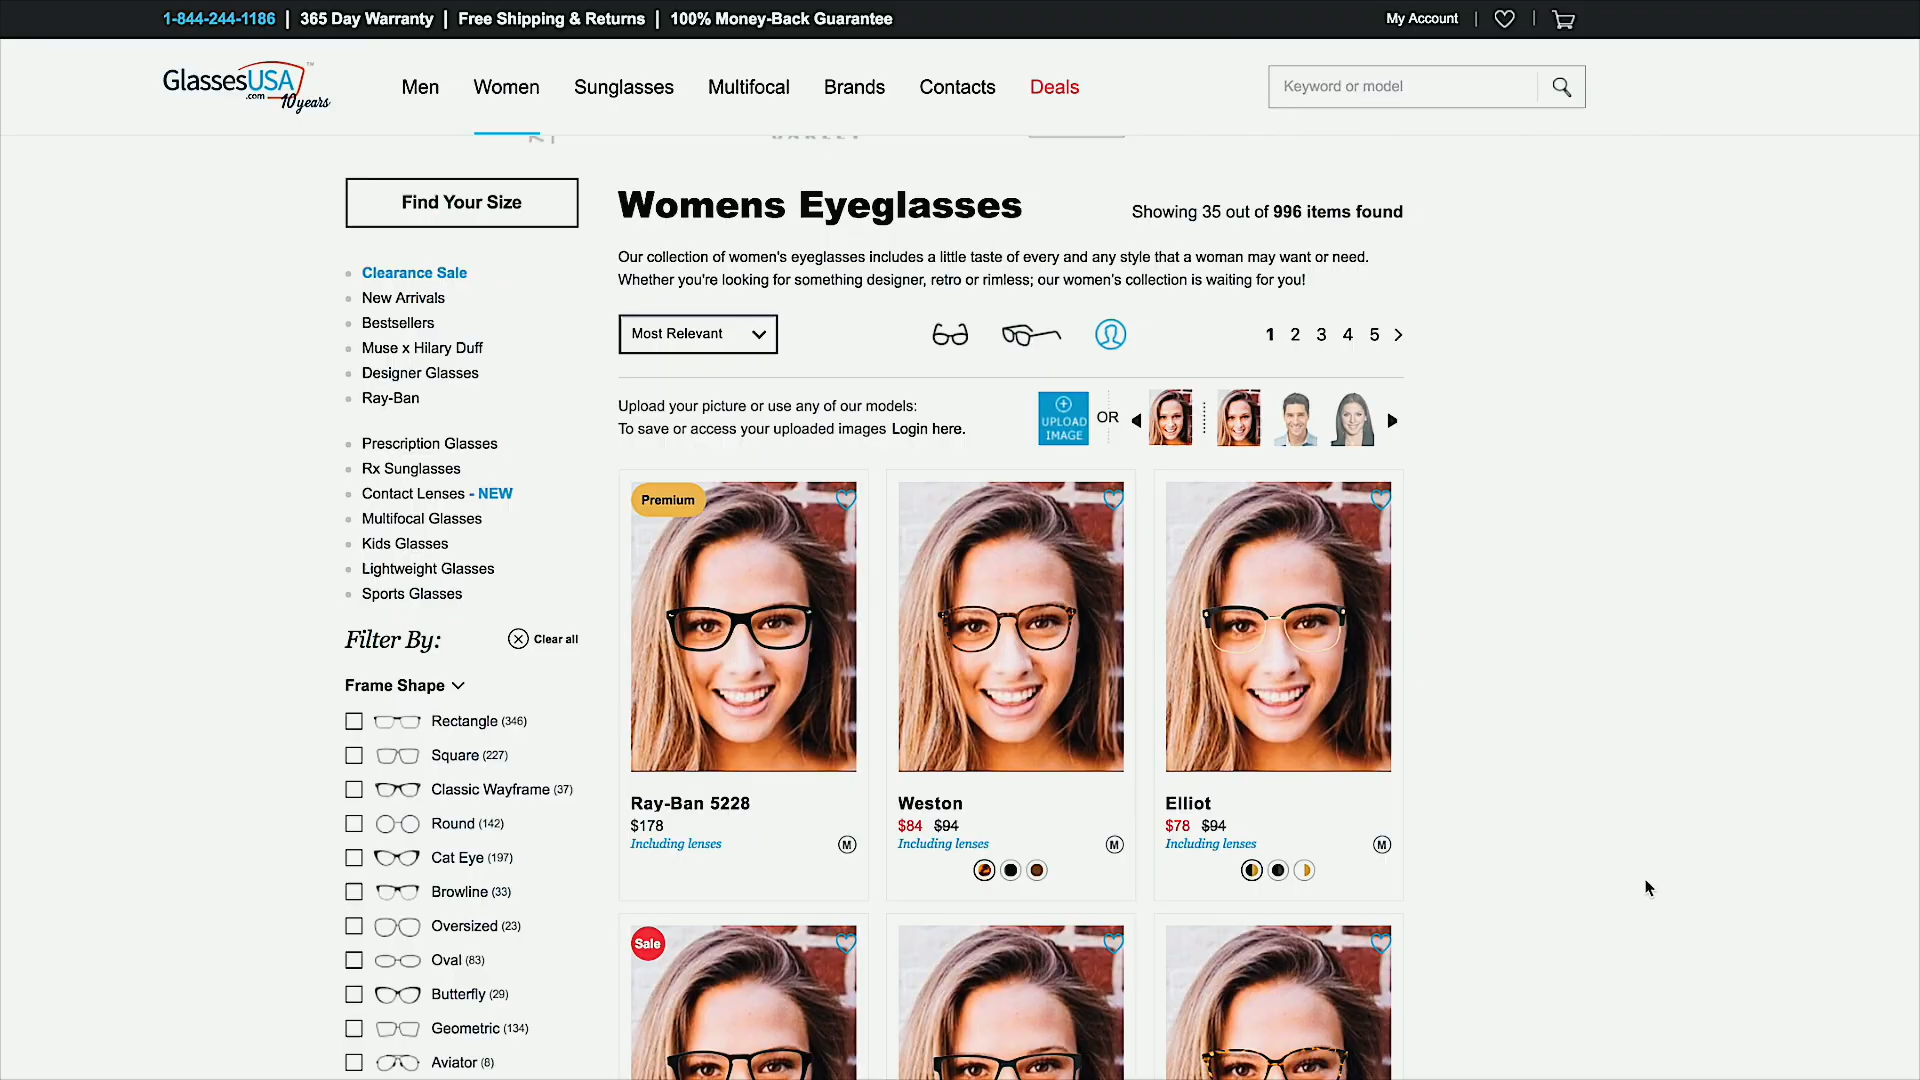 1-844-244-1186 | 365 Day Warranty | Free Shipping & Returns | 100% Money-Back Guarantee
My Account
GlassesUSA™
.com 10 years
Men
Women
Sunglasses
Multifocal
Brands
Contacts
Deals
Keyword or model
Find Your Size
Clearance Sale
New Arrivals
Bestsellers
Muse x Hilary Duff
Designer Glasses
Ray-Ban
Prescription Glasses
Rx Sunglasses
Contact Lenses - NEW
Multifocal Glasses
Kids Glasses
Lightweight Glasses
Sports Glasses
Filter By:
Clear all
Frame Shape
Rectangle (346)
Square (227)
Classic Wayframe (37)
Round (142)
Cat Eye (197)
Browline (33)
Oversized (23)
Oval (83)
Butterfly (29)
Geometric (134)
Aviator (8)
Womens Eyeglasses
Showing 35 out of 996 items found
Our collection of women's eyeglasses includes a little taste of every and any style that a woman may want or need.
Whether you're looking for something designer, retro or rimless; our women's collection is waiting for you!
Most Relevant
1 2 3 4 5
Upload your picture or use any of our models:
To save or access your uploaded images Login here.
UPLOAD
IMAGE
OR
Premium
Ray-Ban 5228
$178
Including lenses
M
Weston
$84 $94
Including lenses
M
Elliot
$78 $94
Including lenses
M
Sale